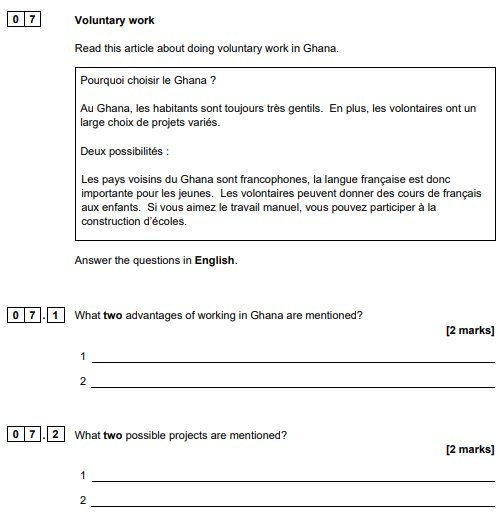 0 7 Voluntary work
Read this article about doing voluntary work in Ghana.
Pourquoi choisir le Ghana ?
Au Ghana, les habitants sont toujours très gentils. En plus, les volontaires ont un
large choix de projets variés.
Deux possibilités :
Les pays voisins du Ghana sont francophones, la langue française est donc
importante pour les jeunes. Les volontaires peuvent donner des cours de français
aux enfants. Si vous aimez le travail manuel, vous pouvez participer à la
construction d'écoles.
Answer the questions in English.
0 7 . 1 What two advantages of working in Ghana are mentioned?
[2 marks]
1
2
0 7 . 2 What two possible projects are mentioned?
[2 marks]
1
2